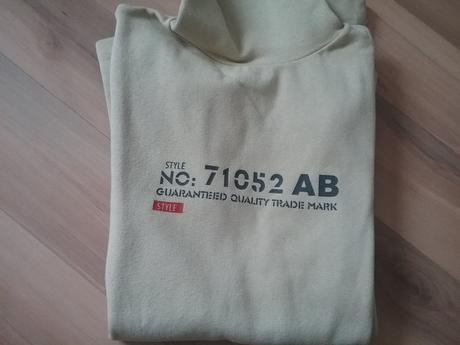 STYLE
NO: 71052 AB
GUARANTEED QUALITY TRADE MARK
STYLE